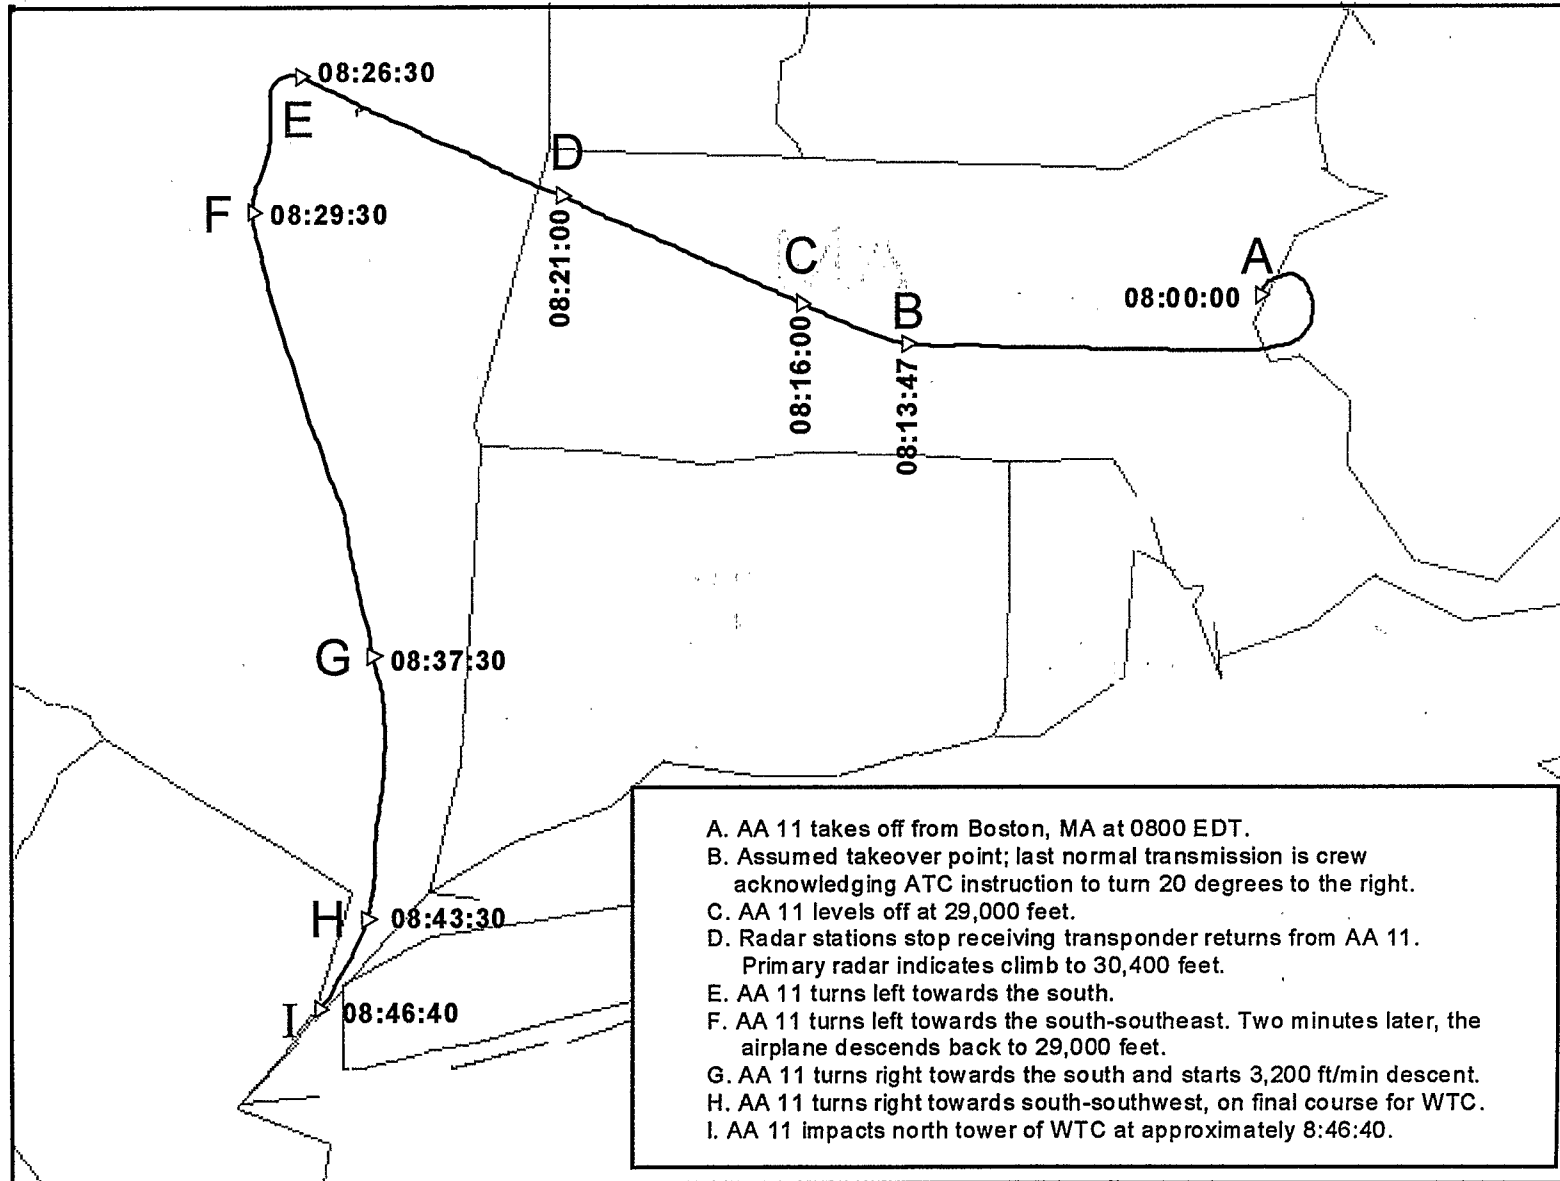 08:26:30
E
D
F
08:29:30
08:21:00
MA
C
A
08:00:00
B
08:16:00
08:13:47
G
08:37:30
H
08:43:30
I
08:46:40
A. AA 11 takes off from Boston, MA at 0800 EDT.
B. Assumed takeover point; last normal transmission is crew
acknowledging ATC instruction to turn 20 degrees to the right.
C. AA 11 levels off at 29,000 feet.
D. Radar stations stop receiving transponder returns from AA 11.
Primary radar indicates climb to 30,400 feet.
E. AA 11 turns left towards the south.
F. AA 11 turns left towards the south-southeast. Two minutes later, the
airplane descends back to 29,000 feet.
G. AA 11 turns right towards the south and starts 3,200 ft/min descent.
H. AA 11 turns right towards south-southwest, on final course for WTC.
I. AA 11 impacts north tower of WTC at approximately 8:46:40.